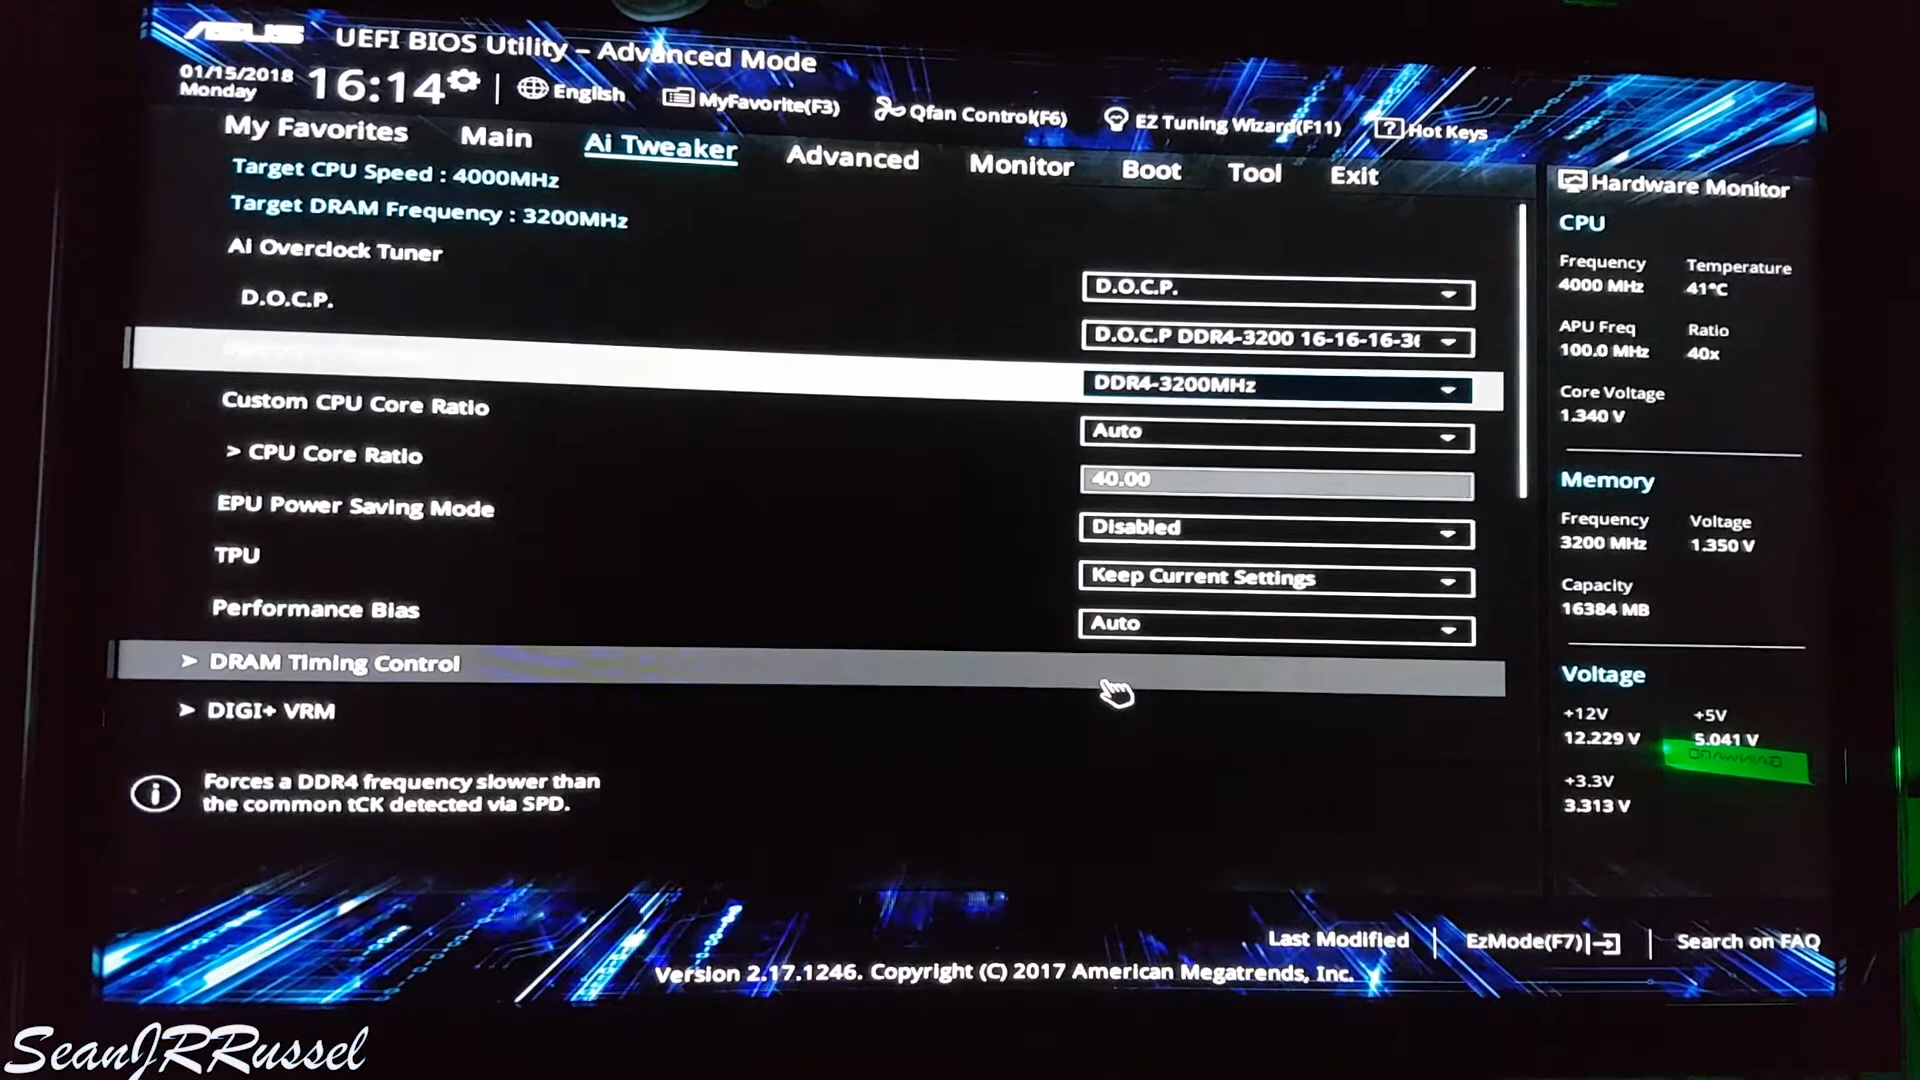 ASUS UEFI BIOS Utility – Advanced Mode
01/15/2018
Monday
16:14
English
MyFavorite(F3)
Qfan Control(F6)
EZ Tuning Wizard(F11)
? Hot Keys
My Favorites Main Ai Tweaker Advanced Monitor Boot Tool Exit
Target CPU Speed : 4000MHz
Target DRAM Frequency : 3200MHz
Ai Overclock Tuner
D.O.C.P.
D.O.C.P.
D.O.C.P DDR4-3200 16-16-16-3
DDR4-3200MHz
Custom CPU Core Ratio
Auto
> CPU Core Ratio
40.00
EPU Power Saving Mode
Disabled
TPU
Keep Current Settings
Performance Bias
Auto
> DRAM Timing Control
> DIGI+ VRM
Forces a DDR4 frequency slower than
the common tCK detected via SPD.
Hardware Monitor
CPU
Frequency Temperature
4000 MHz 41°C
APU Freq Ratio
100.0 MHz 40x
Core Voltage
1.340 V
Memory
Frequency Voltage
3200 MHz 1.350 V
Capacity
16384 MB
Voltage
+12V +5V
12.229 V 5.041 V
+3.3V
3.313 V
Last Modified
EzMode(F7)
Search on FAQ
Version 2.17.1246. Copyright (C) 2017 American Megatrends, Inc.
SeanJRRussel